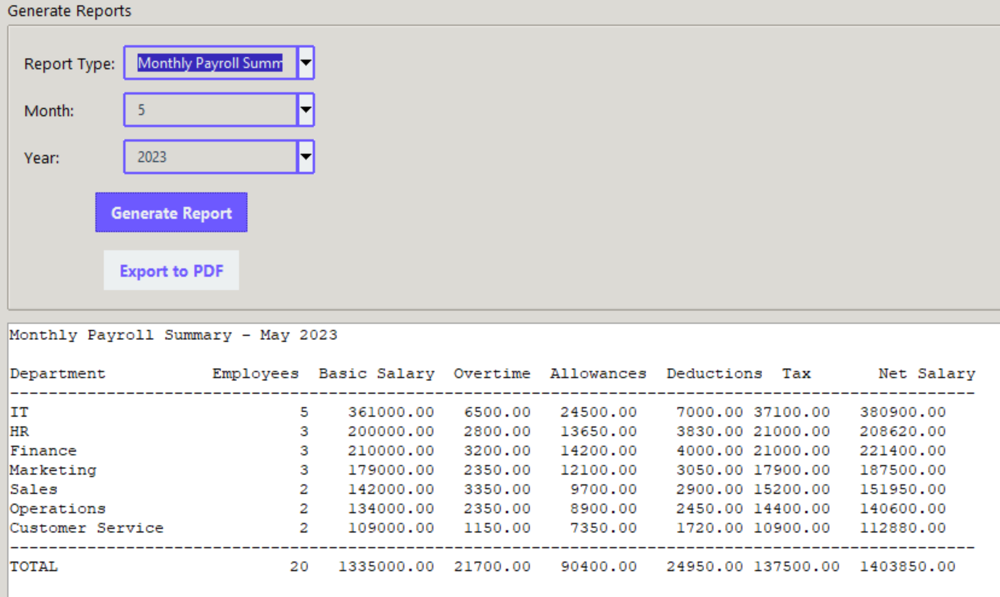 Generate Reports
Report Type: Monthly Payroll Summ
Month: 5
Year: 2023
Generate Report
Export to PDF
Monthly Payroll Summary - May 2023
Department Employees Basic Salary Overtime Allowances Deductions Tax Net Salary
----------------------------------------------------------------------------------------------------
IT 5 361000.00 6500.00 24500.00 7000.00 37100.00 380900.00
HR 3 200000.00 2800.00 13650.00 3830.00 21000.00 208620.00
Finance 3 210000.00 3200.00 14200.00 4000.00 21000.00 221400.00
Marketing 3 179000.00 2350.00 12100.00 3050.00 17900.00 187500.00
Sales 2 142000.00 3350.00 9700.00 2900.00 15200.00 151950.00
Operations 2 134000.00 2350.00 8900.00 2450.00 14400.00 140600.00
Customer Service 2 109000.00 1150.00 7350.00 1720.00 10900.00 112880.00
----------------------------------------------------------------------------------------------------
TOTAL 20 1335000.00 21700.00 90400.00 24950.00 137500.00 1403850.00